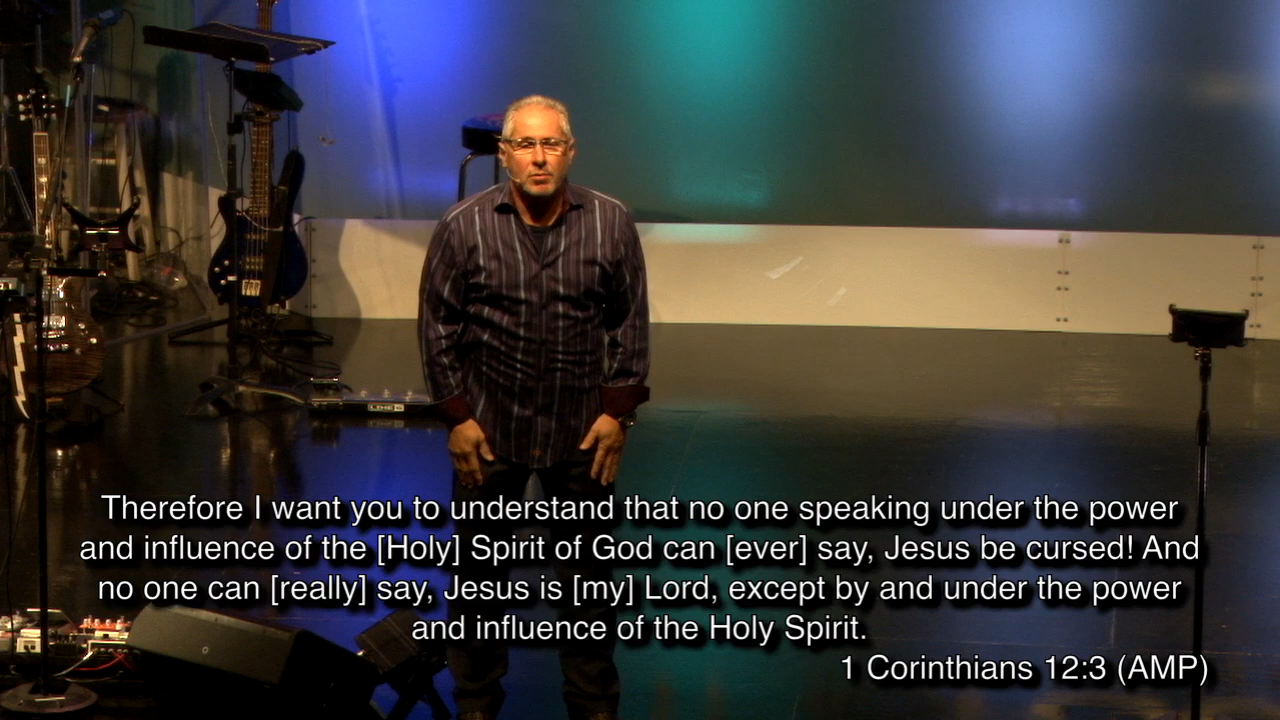 Therefore I want you to understand that no one speaking under the power
and influence of the [Holy] Spirit of God can [ever] say, Jesus be cursed! And
no one can [really] say, Jesus is [my] Lord, except by and under the power
and influence of the Holy Spirit.
1 Corinthians 12:3 (AMP)
LINE 6